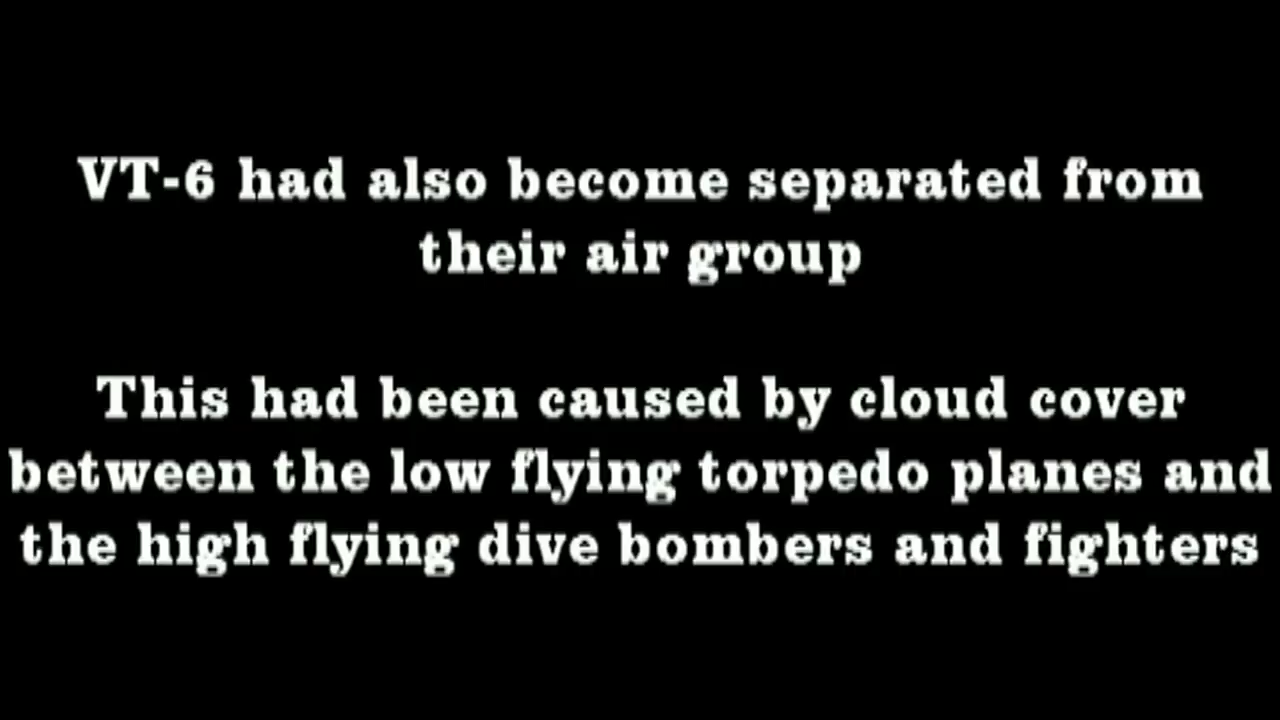 VT-6 had also become separated from
their air group
This had been caused by cloud cover
between the low flying torpedo planes and
the high flying dive bombers and fighters